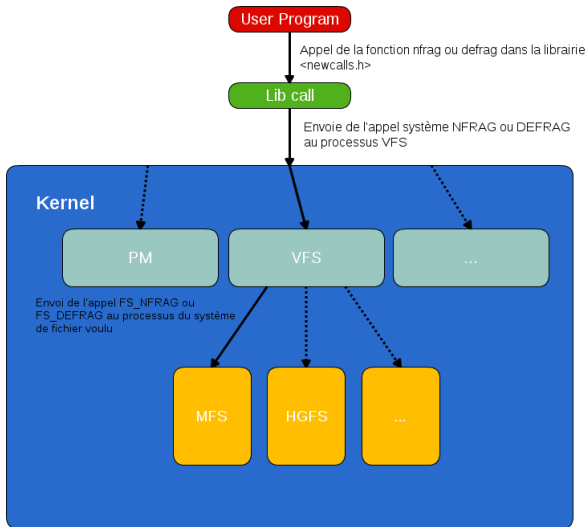 User Program
Appel de la fonction nfrag ou defrag dans la librairie
<newcalls.h>
Lib call
Envoie de l'appel système NFRAG ou DEFRAG
au processus VFS
Kernel
PM
VFS
...
Envoi de l'appel FS_NFRAG ou
FS_DEFRAG au processus du système
de fichier voulu
MFS
HGFS
...